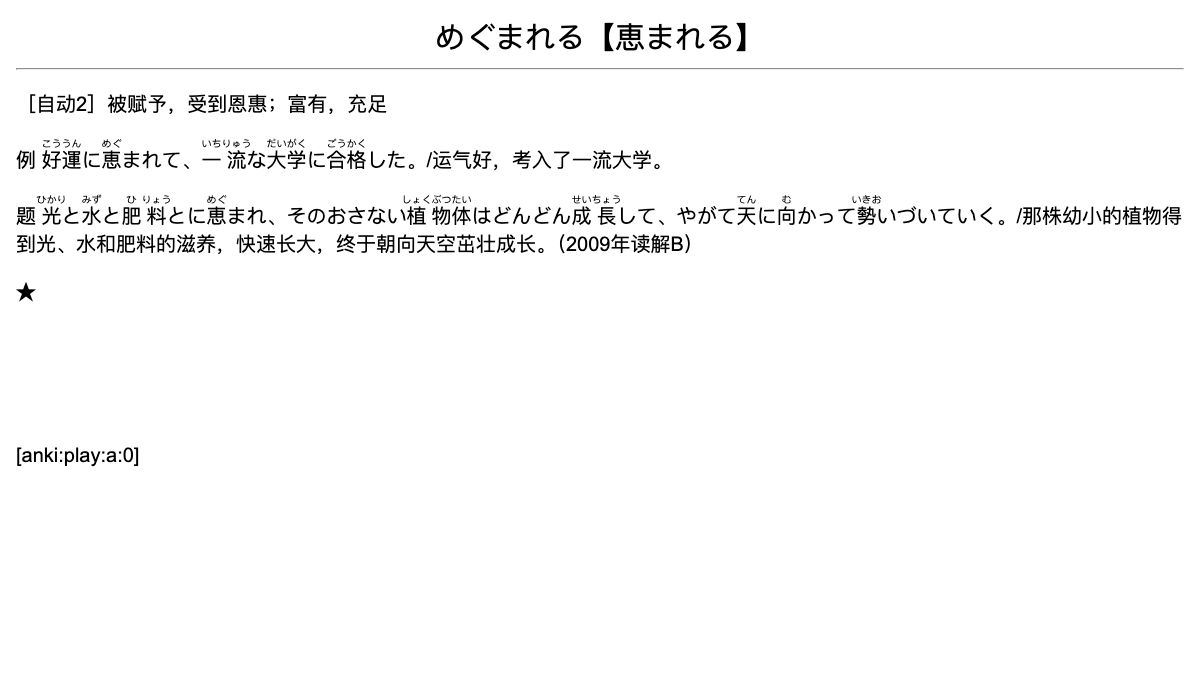 めぐまれる【恵まれる】
［自动2］被赋予，受到恩惠；富有，充足
こううん めぐ いちりゅう だいがく ごうかく
例 好運に恵まれて、一流な大学に合格した。/运气好，考入了一流大学。
ひかり みず ひりょう めぐ しょくぶつたい せいちょう てん む いきお
题 光と水と肥料とに恵まれ、そのおさない植物体はどんどん成長して、やがて天に向かって勢いづいていく。/那株幼小的植物得
到光、水和肥料的滋养，快速长大，终于朝向天空茁壮成长。（2009年读解B）
★
[anki:play:a:0]